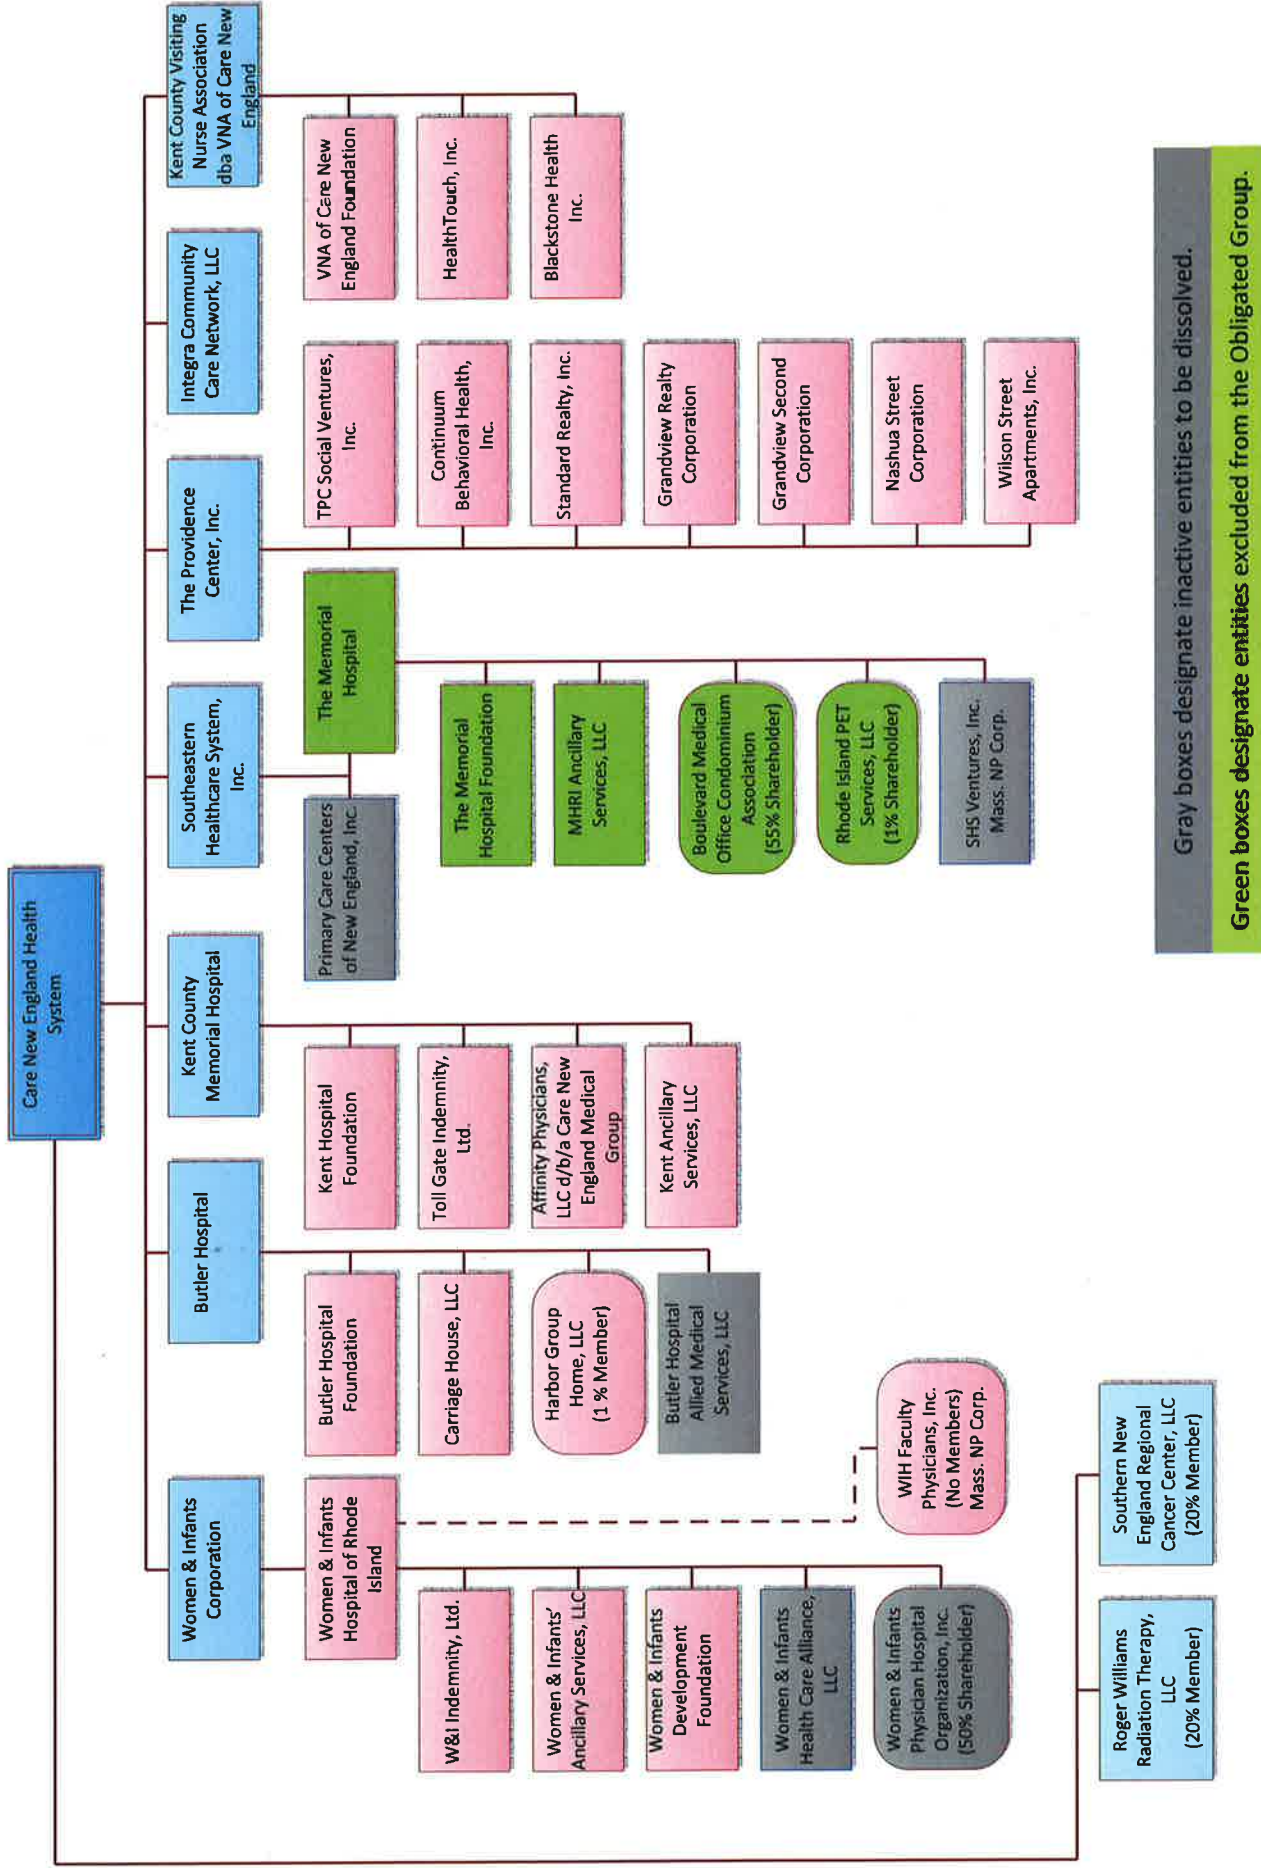 Care New England Health
System
Women & Infants
Corporation
Butler Hospital
Kent County
Memorial Hospital
Southeastern
Healthcare System,
Inc.
The Providence
Center, Inc.
Integra Community
Care Network, LLC
Kent County Visiting
Nurse Association
dba VNA of Care New
England
Women & Infants
Hospital of Rhode
Island
W&I Indemnity, Ltd.
Women & Infants'
Ancillary Services, LLC
Women & Infants
Development
Foundation
Women & Infants
Health Care Alliance,
LLC
Women & Infants
Physician Hospital
Organization, Inc.
(50% Shareholder)
WIH Faculty
Physicians, Inc.
(No Members)
Mass. NP Corp.
Butler Hospital
Foundation
Carriage House, LLC
Harbor Group
Home, LLC
(1 % Member)
Butler Hospital
Allied Medical
Services, LLC
Kent Hospital
Foundation
Toll Gate Indemnity,
Ltd.
Affinity Physicians,
LLC d/b/a Care New
England Medical
Group
Kent Ancillary
Services, LLC
Primary Care Centers
of New England, Inc.
The Memorial
Hospital
The Memorial
Hospital Foundation
MHRI Ancillary
Services, LLC
Boulevard Medical
Office Condominium
Association
(55% Shareholder)
Rhode Island PET
Services, LLC
(1% Shareholder)
SHS Ventures, Inc.
Mass. NP Corp.
TPC Social Ventures,
Inc.
Continuum
Behavioral Health,
Inc.
Standard Realty, Inc.
Grandview Realty
Corporation
Grandview Second
Corporation
Nashua Street
Corporation
Wilson Street
Apartments, Inc.
VNA of Care New
England Foundation
HealthTouch, Inc.
Blackstone Health
Inc.
Roger Williams
Radiation Therapy,
LLC
(20% Member)
Southern New
England Regional
Cancer Center, LLC
(20% Member)
Gray boxes designate inactive entities to be dissolved.
Green boxes designate entities excluded from the Obligated Group.